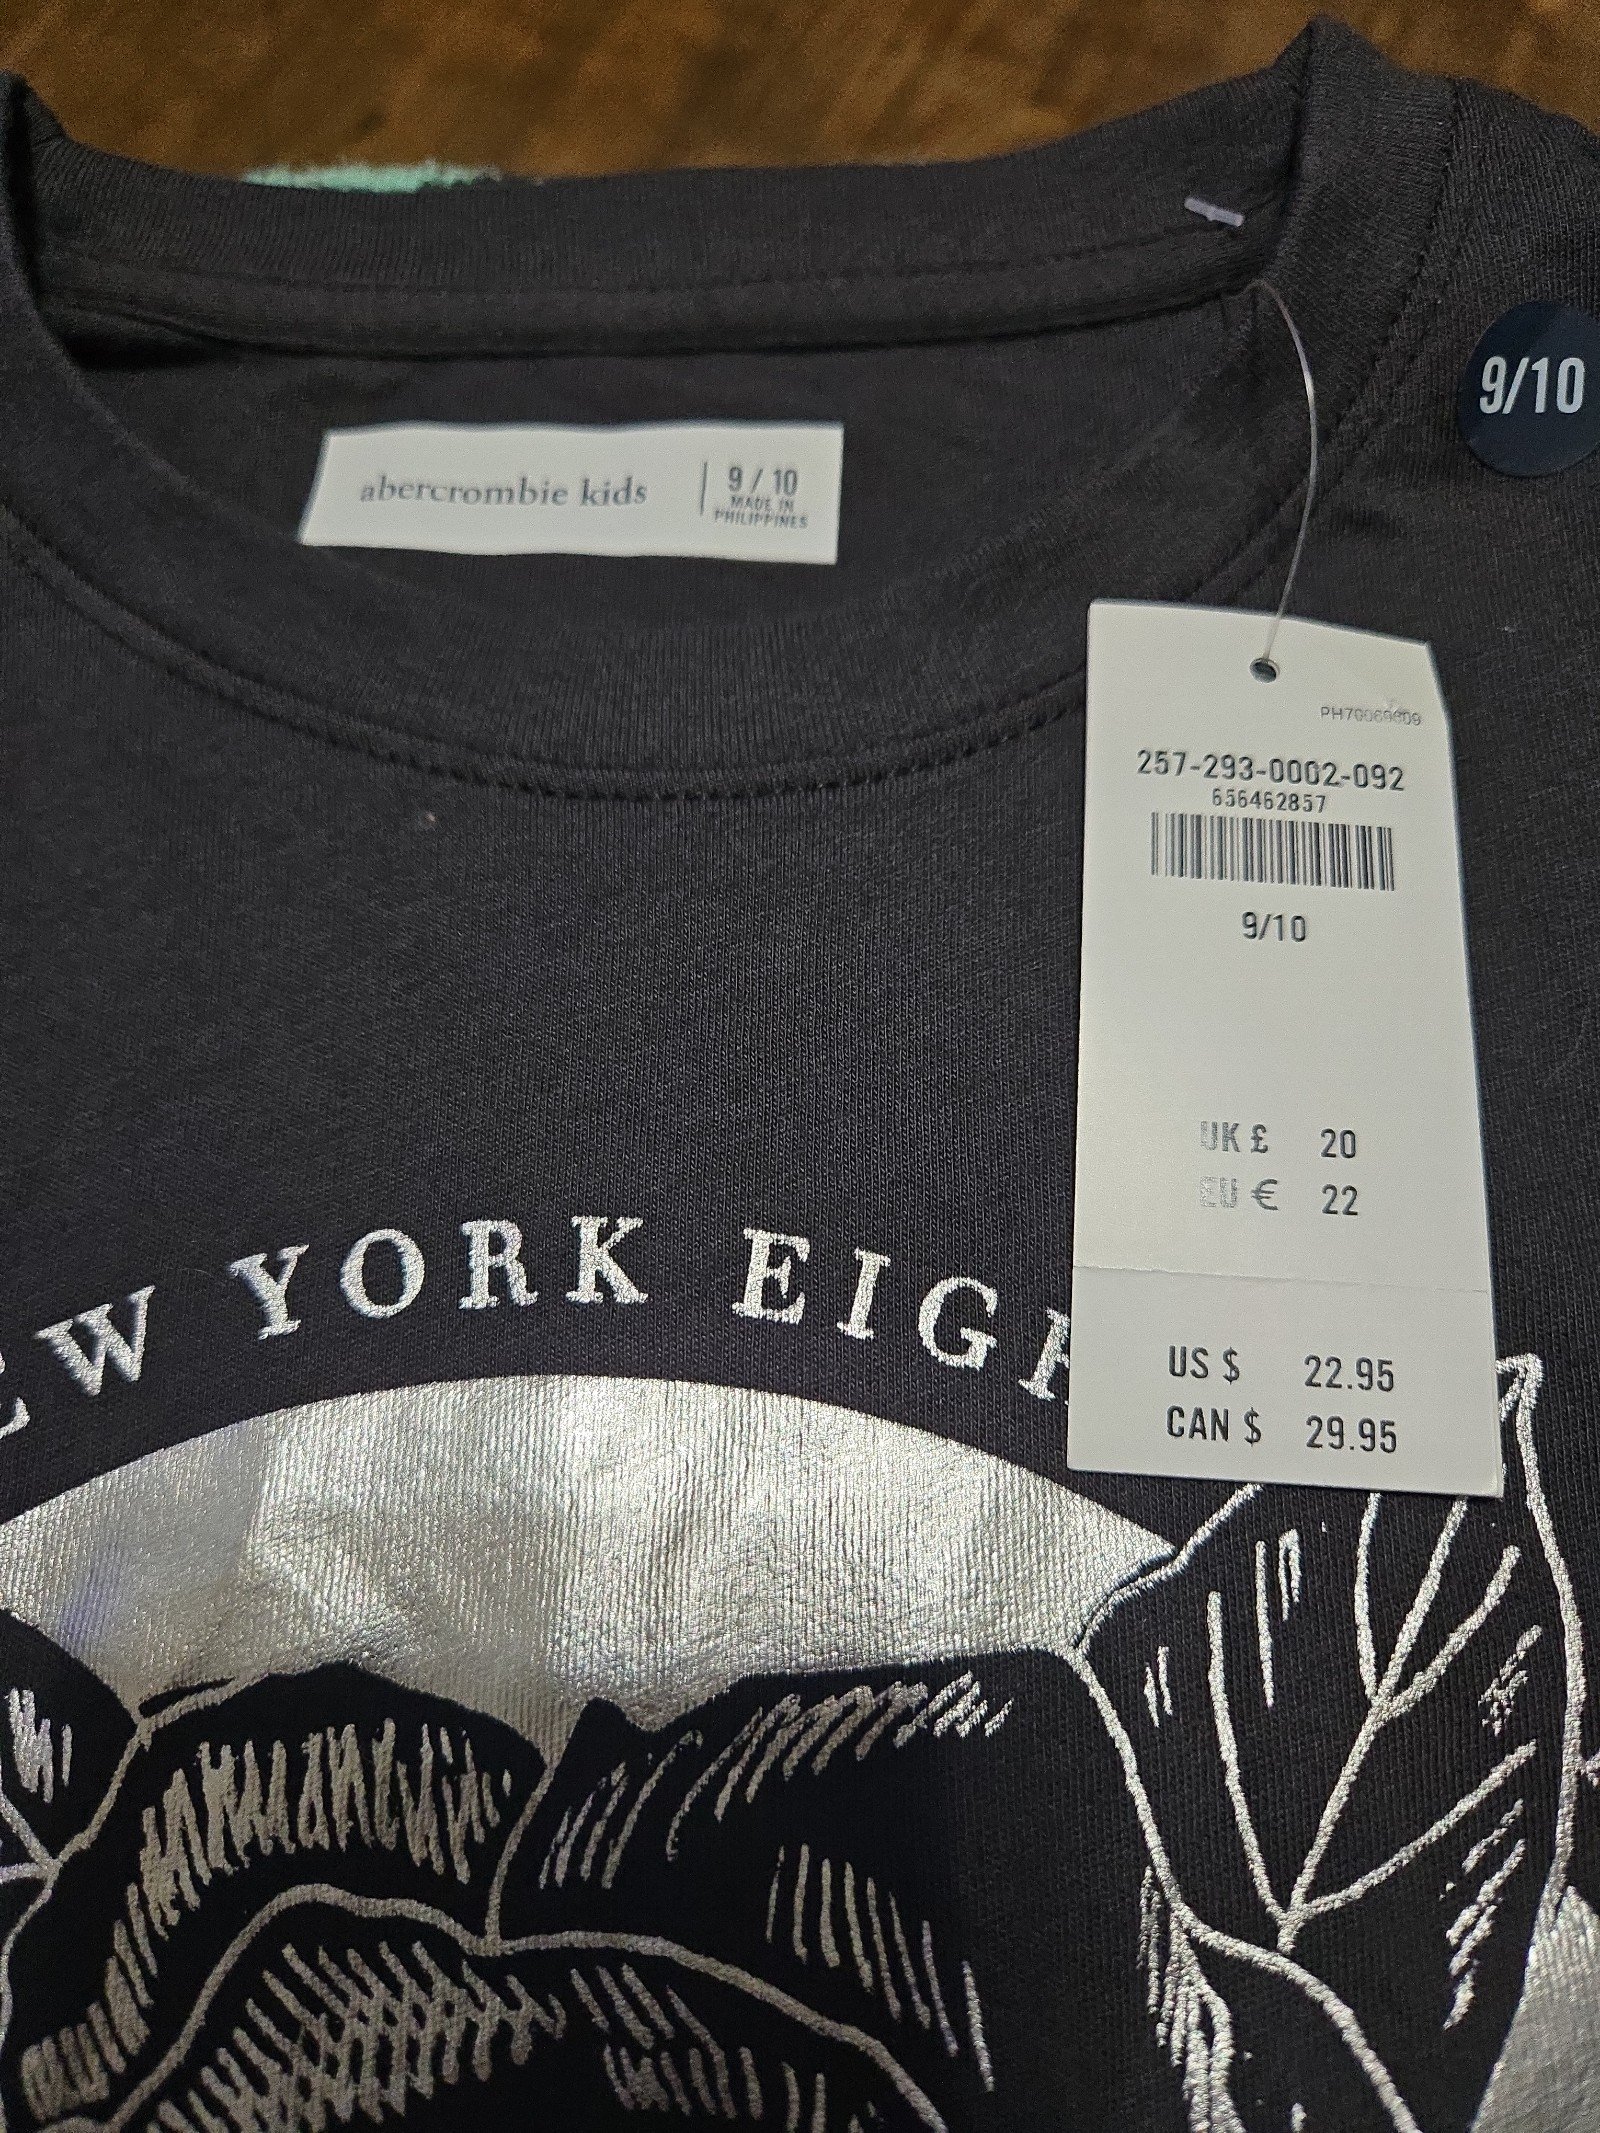 9/10
abercrombie kids
9 / 10
MADE IN
PHILIPPINES
257-293-0002-092
656462857
9/10
UK £ 20
EU € 22
US $ 22.95
CAN $ 29.95
EW YORK EIGH